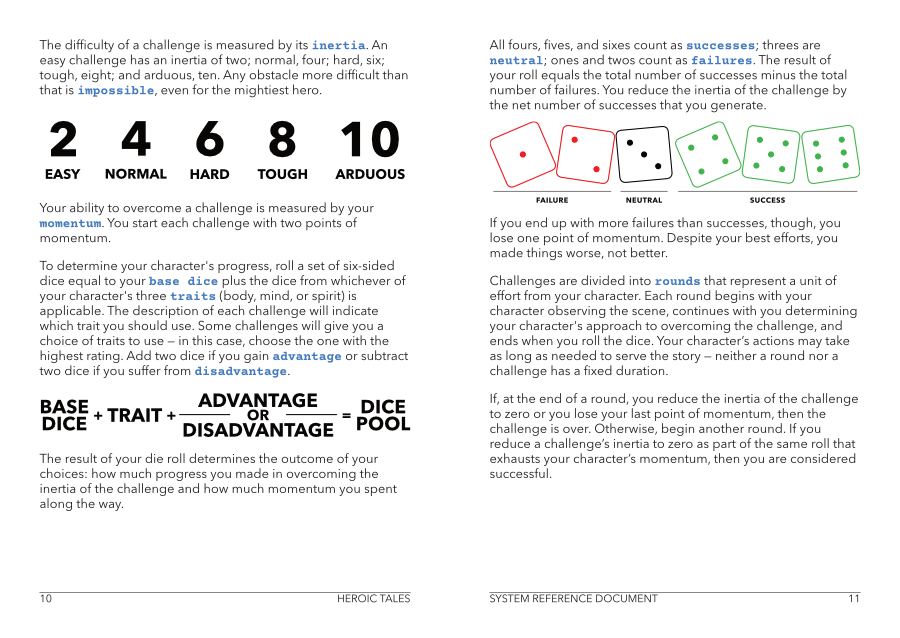 The difficulty of a challenge is measured by its inertia. An
easy challenge has an inertia of two; normal, four; hard, six;
tough, eight; and arduous, ten. Any obstacle more difficult than
that is impossible, even for the mightiest hero.
2 4 6 8 10
EASY NORMAL HARD TOUGH ARDUOUS
Your ability to overcome a challenge is measured by your
momentum. You start each challenge with two points of
momentum.
To determine your character's progress, roll a set of six-sided
dice equal to your base dice plus the dice from whichever of
your character's three traits (body, mind, or spirit) is
applicable. The description of each challenge will indicate
which trait you should use. Some challenges will give you a
choice of traits to use — in this case, choose the one with the
highest rating. Add two dice if you gain advantage or subtract
two dice if you suffer from disadvantage.
BASE DICE + TRAIT + ADVANTAGE OR DISADVANTAGE = DICE POOL
The result of your die roll determines the outcome of your
choices: how much progress you made in overcoming the
inertia of the challenge and how much momentum you spent
along the way.
10 HEROIC TALES
All fours, fives, and sixes count as successes; threes are
neutral; ones and twos count as failures. The result of
your roll equals the total number of successes minus the total
number of failures. You reduce the inertia of the challenge by
the net number of successes that you generate.
FAILURE NEUTRAL SUCCESS
If you end up with more failures than successes, though, you
lose one point of momentum. Despite your best efforts, you
made things worse, not better.
Challenges are divided into rounds that represent a unit of
effort from your character. Each round begins with your
character observing the scene, continues with you determining
your character's approach to overcoming the challenge, and
ends when you roll the dice. Your character’s actions may take
as long as needed to serve the story — neither a round nor a
challenge has a fixed duration.
If, at the end of a round, you reduce the inertia of the challenge
to zero or you lose your last point of momentum, then the
challenge is over. Otherwise, begin another round. If you
reduce a challenge’s inertia to zero as part of the same roll that
exhausts your character’s momentum, then you are considered
successful.
SYSTEM REFERENCE DOCUMENT 11